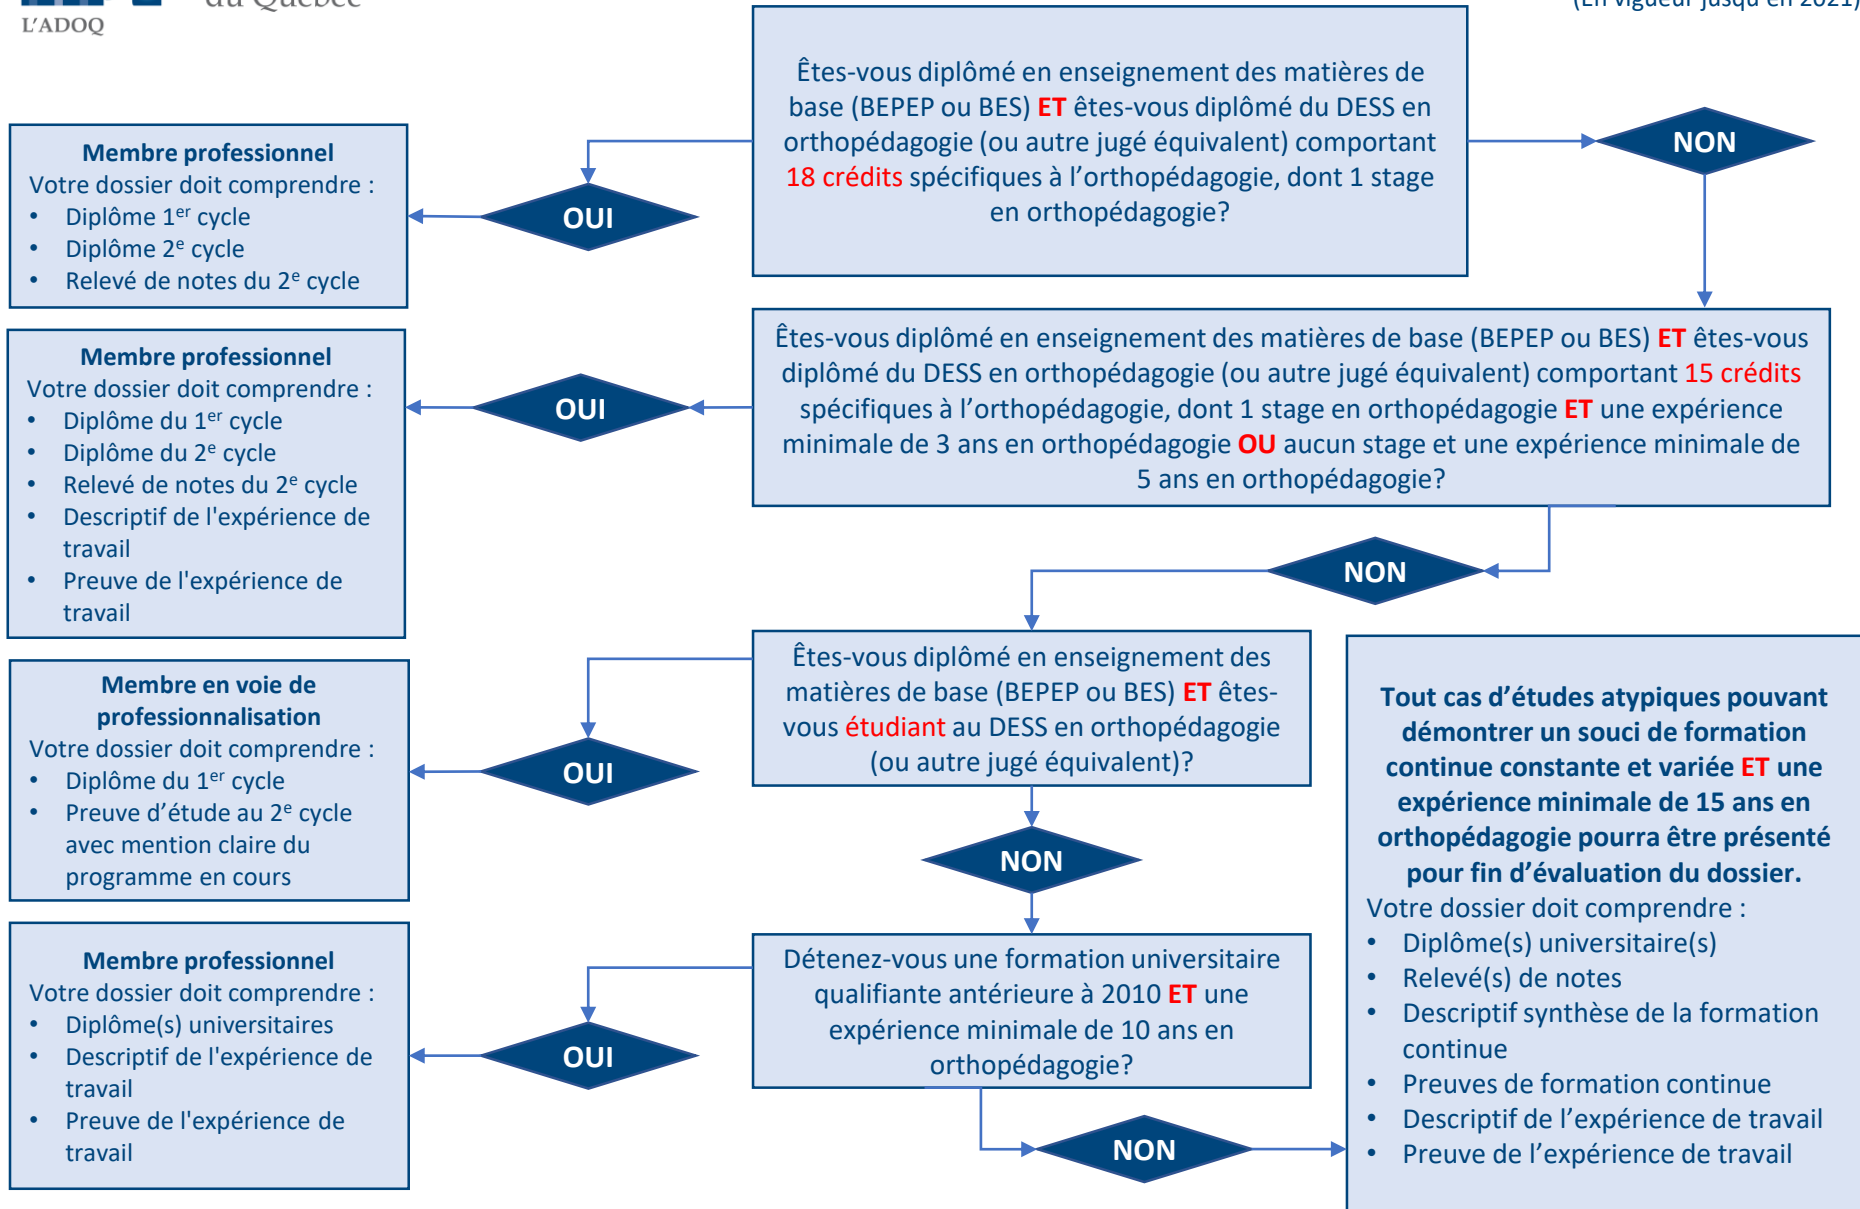 du Québec
L'ADOQ
(En vigueur jusqu'en 2021)
Êtes-vous diplômé en enseignement des matières de
base (BEPEP ou BES) ET êtes-vous diplômé du DESS en
orthopédagogie (ou autre jugé équivalent) comportant
18 crédits spécifiques à l'orthopédagogie, dont 1 stage
en orthopédagogie?
NON
OUI
Membre professionnel
Votre dossier doit comprendre :
• Diplôme 1er cycle
• Diplôme 2e cycle
• Relevé de notes du 2e cycle
Êtes-vous diplômé en enseignement des matières de base (BEPEP ou BES) ET êtes-vous
diplômé du DESS en orthopédagogie (ou autre jugé équivalent) comportant 15 crédits
spécifiques à l'orthopédagogie, dont 1 stage en orthopédagogie ET une expérience
minimale de 3 ans en orthopédagogie OU aucun stage et une expérience minimale de
5 ans en orthopédagogie?
OUI
Membre professionnel
Votre dossier doit comprendre :
• Diplôme du 1er cycle
• Diplôme du 2e cycle
• Relevé de notes du 2e cycle
• Descriptif de l'expérience de
travail
• Preuve de l'expérience de
travail
NON
Êtes-vous diplômé en enseignement des
matières de base (BEPEP ou BES) ET êtes-
vous étudiant au DESS en orthopédagogie
(ou autre jugé équivalent)?
OUI
Membre en voie de
professionnalisation
Votre dossier doit comprendre :
• Diplôme du 1er cycle
• Preuve d'étude au 2e cycle
avec mention claire du
programme en cours
NON
Détenez-vous une formation universitaire
qualifiante antérieure à 2010 ET une
expérience minimale de 10 ans en
orthopédagogie?
OUI
Membre professionnel
Votre dossier doit comprendre :
• Diplôme(s) universitaires
• Descriptif de l'expérience de
travail
• Preuve de l'expérience de
travail
NON
Tout cas d'études atypiques pouvant
démontrer un souci de formation
continue constante et variée ET une
expérience minimale de 15 ans en
orthopédagogie pourra être présenté
pour fin d'évaluation du dossier.
Votre dossier doit comprendre :
• Diplôme(s) universitaire(s)
• Relevé(s) de notes
• Descriptif synthèse de la formation
continue
• Preuves de formation continue
• Descriptif de l'expérience de travail
• Preuve de l'expérience de travail